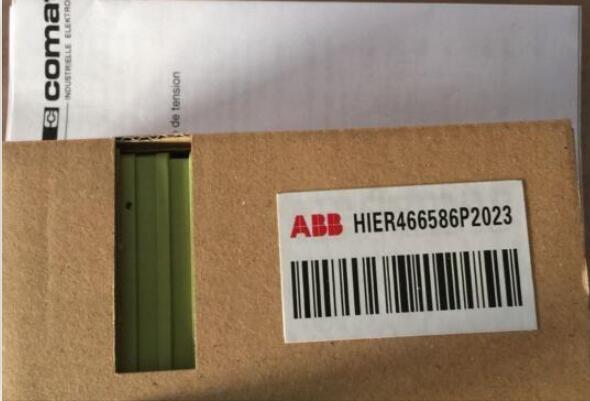 comat
INDUSTRIELLE ELEKTRO
de tension
ABB HIER466586P2023